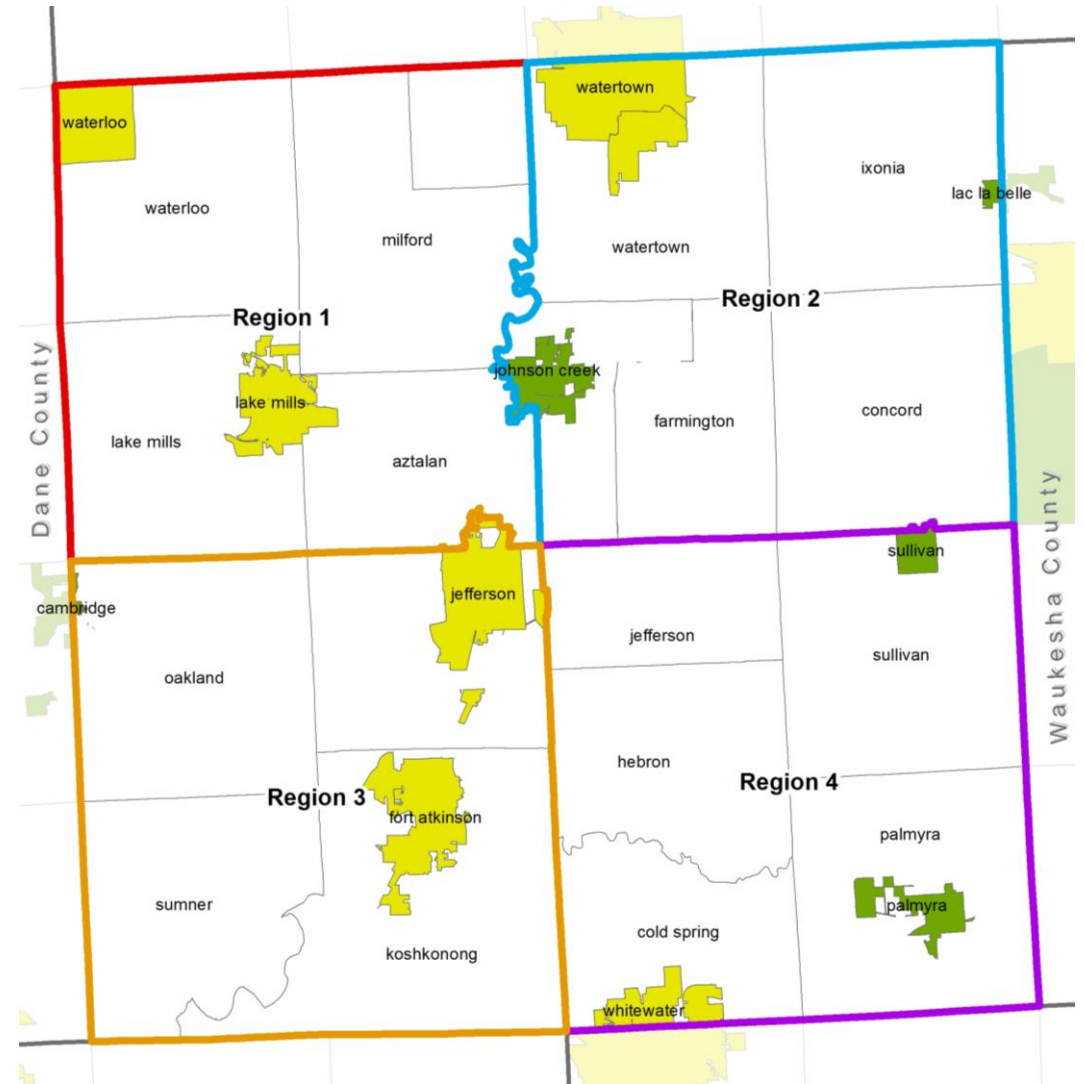 watertown
waterloo
ixonia
lac la belle
waterloo
milford
watertown
Region 2
Region 1
johnson creek
lake mills
concord
farmington
lake mills
aztalan
Dane County
Waukesha County
sullivan
jefferson
cambridge
jefferson
sullivan
oakland
hebron
Region 4
Region 3
fort atkinson
palmyra
sumner
palmyra
cold spring
koshkonong
whitewater